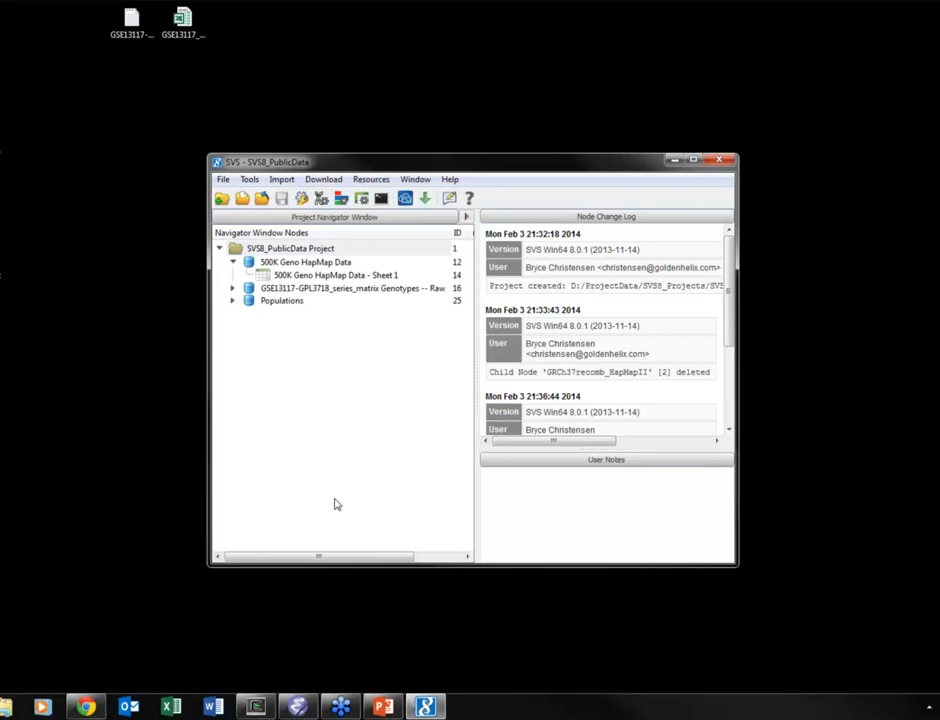 GSE13117-... GSE13117_...
SVS - SVS8_PublicData
File Tools Import Download Resources Window Help
Project Navigator Window
Navigator Window Nodes ID
SVS8_PublicData Project 1
500K Geno HapMap Data 12
500K Geno HapMap Data - Sheet 1 14
GSE13117-GPL3718_series_matrix Genotypes -- Raw 16
Populations 25
Node Change Log
Mon Feb 3 21:32:18 2014
Version SVS Win64 8.0.1 (2013-11-14)
User Bryce Christensen <christensen@goldenhelix.com>
Project created: D:/ProjectData/SVS8_Projects/SVS
Mon Feb 3 21:33:43 2014
Version SVS Win64 8.0.1 (2013-11-14)
User Bryce Christensen
<christensen@goldenhelix.com>
Child Node 'GRCh37recomb_HapMapII' [2] deleted
Mon Feb 3 21:36:44 2014
Version SVS Win64 8.0.1 (2013-11-14)
User Bryce Christensen
User Notes